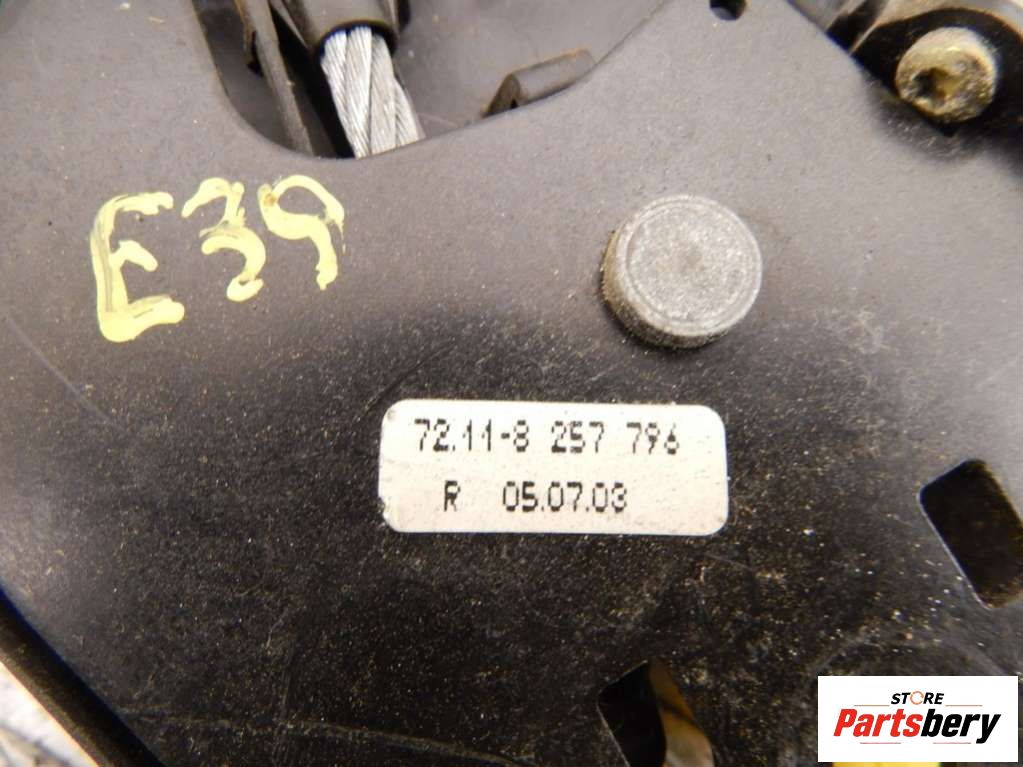 E39
72.11-8 257 796
R 05.07.03
STORE
Partsbery